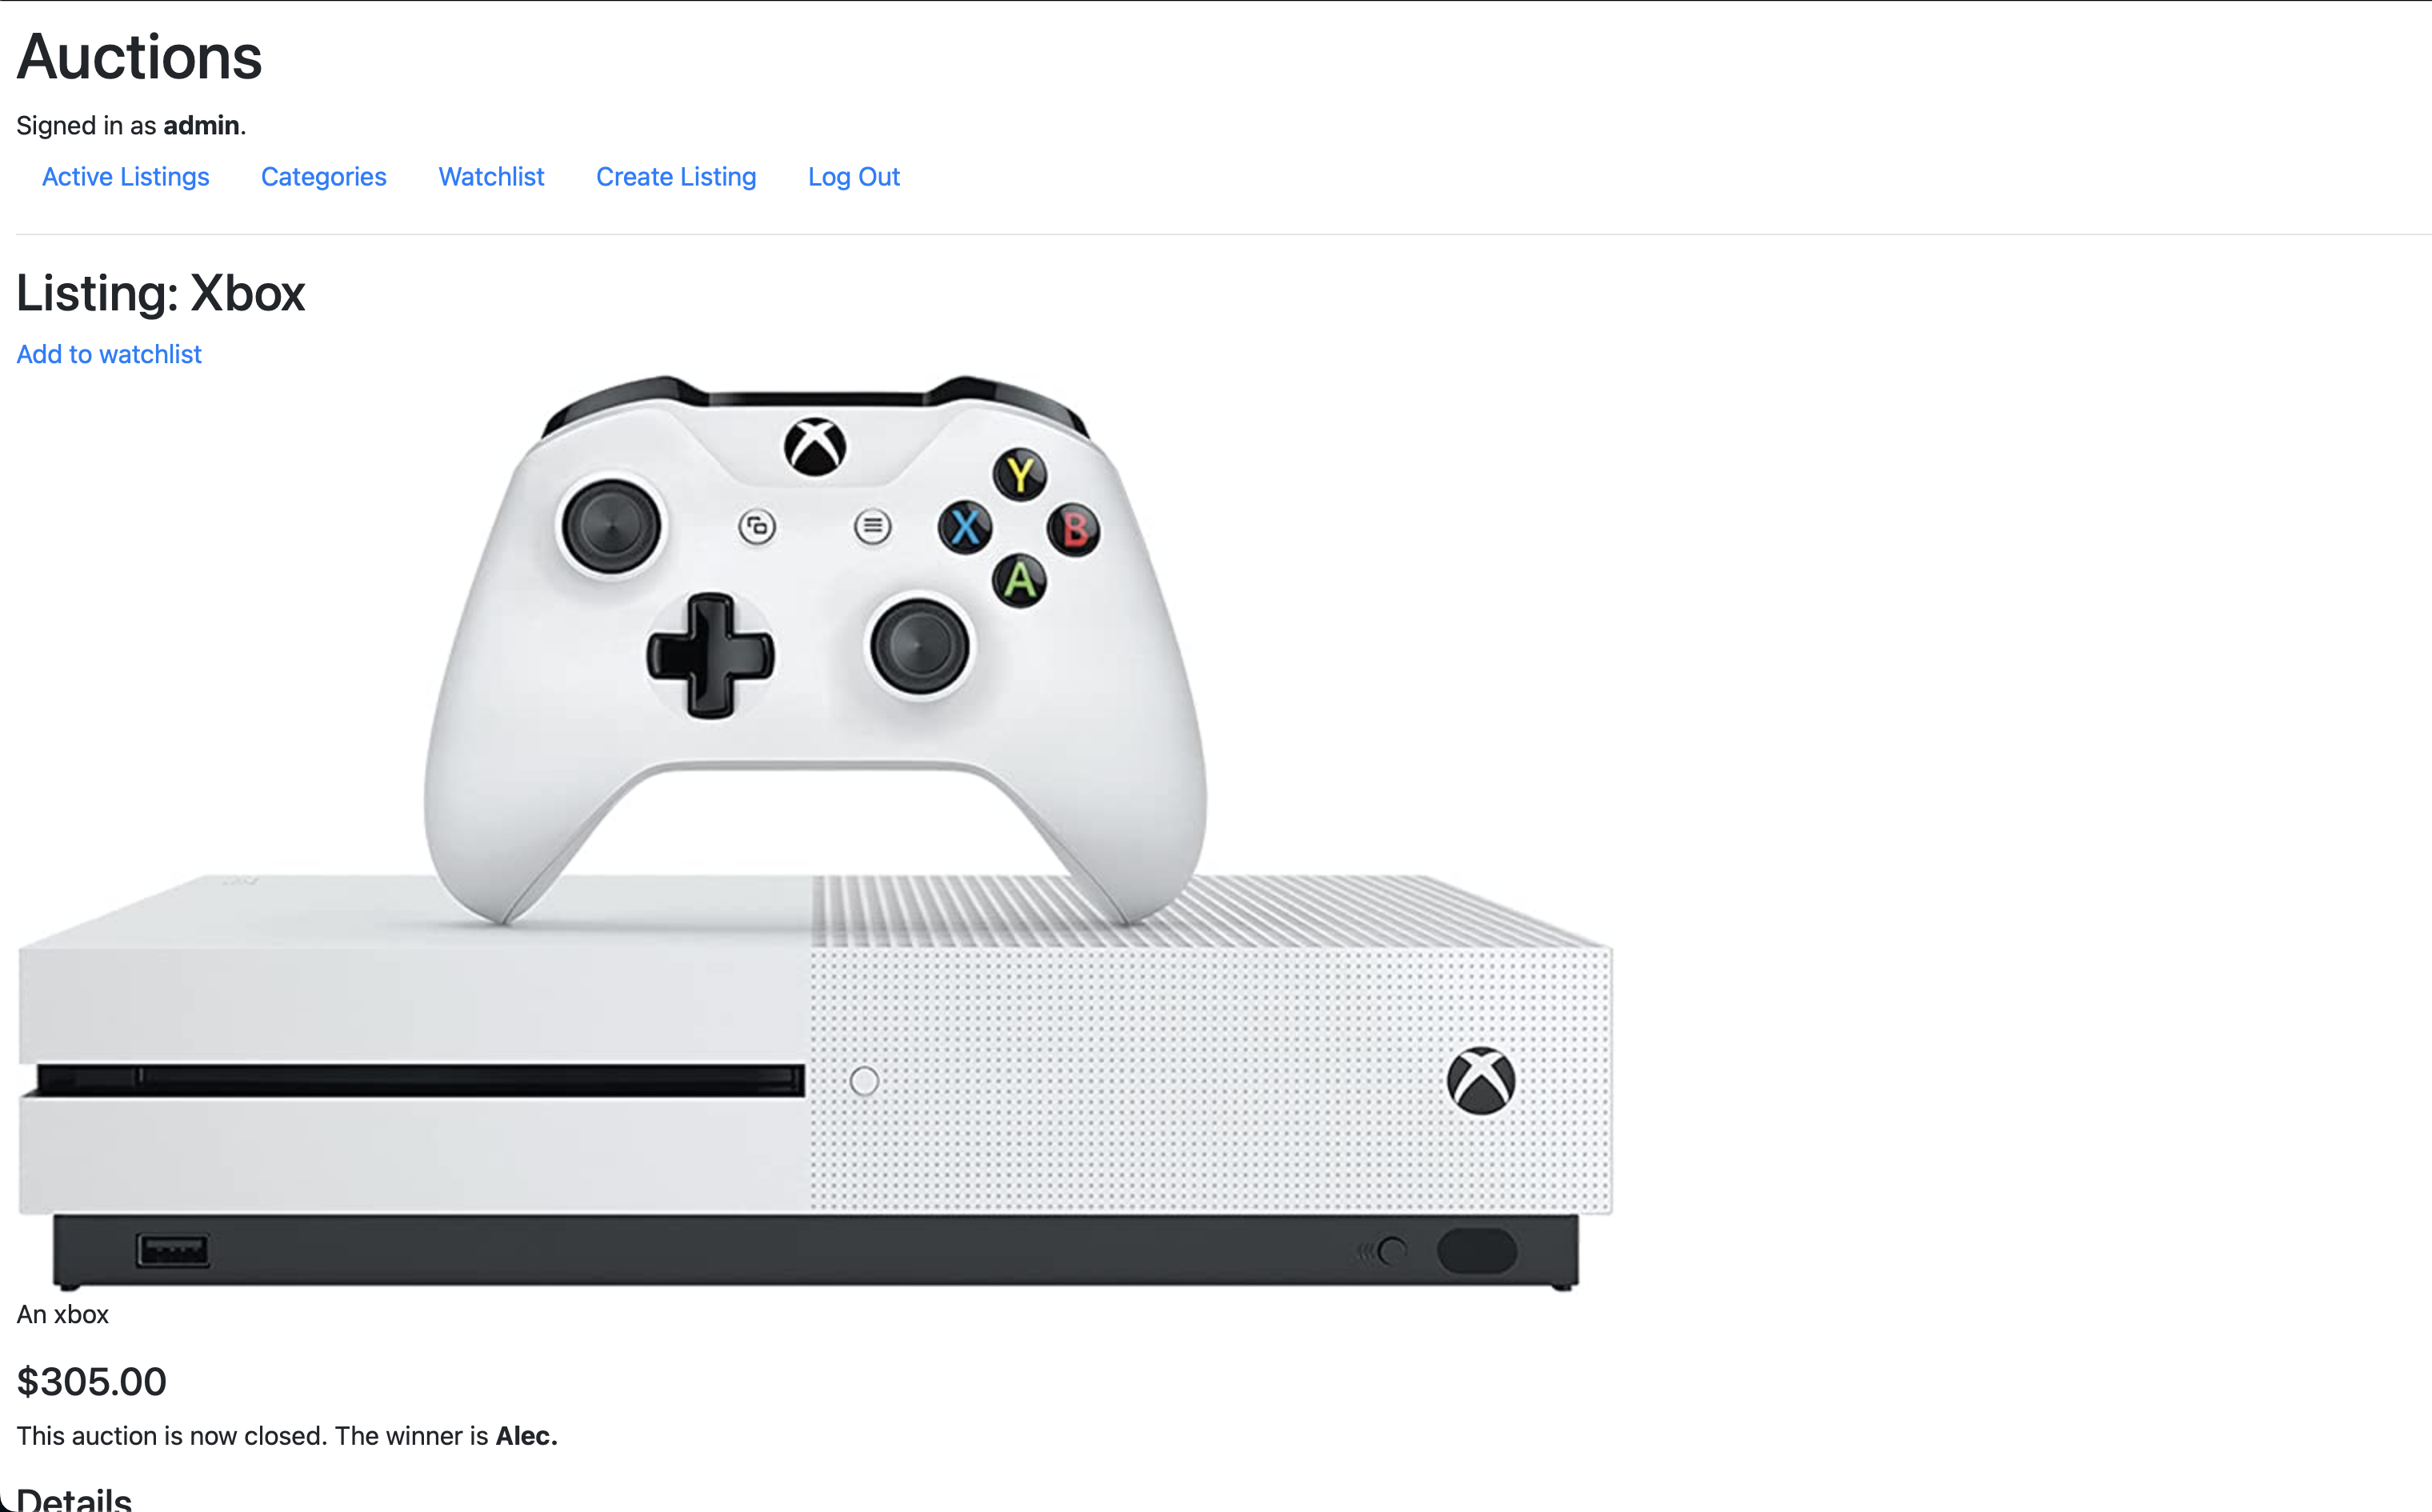 Auctions
Signed in as admin.
Active Listings Categories Watchlist Create Listing Log Out
Listing: Xbox
Add to watchlist
Y
X B
A
An xbox
$305.00
This auction is now closed. The winner is Alec.
Details